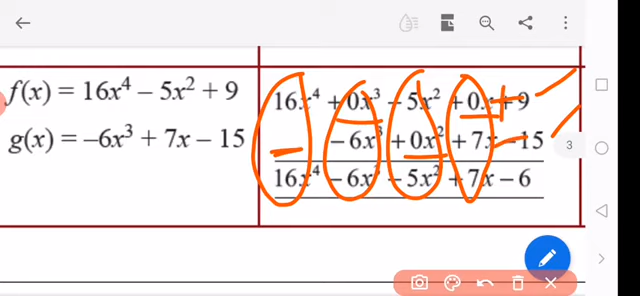 f(x) = 16x⁴ − 5x² + 9
g(x) = −6x³ + 7x − 15
16x⁴ + 0x³ − 5x² + 0x + 9
−6x³ + 0x² + 7x − 15
16x⁴ − 6x³ − 5x² + 7x − 6
3